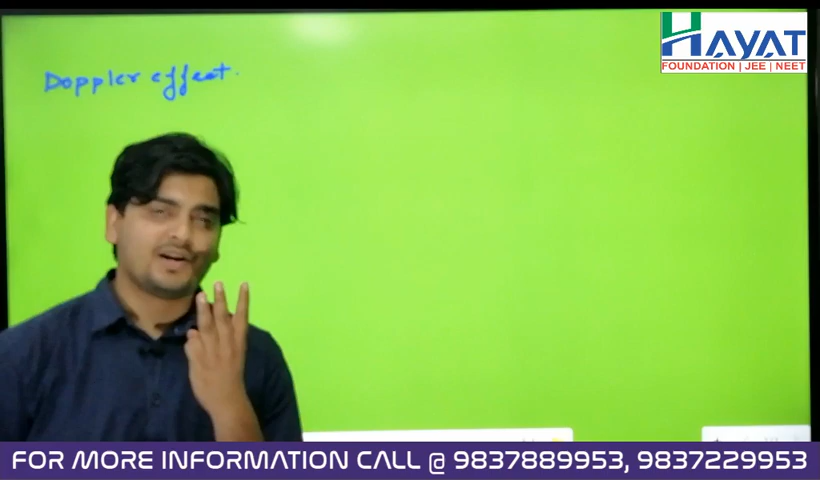 HAYAT
FOUNDATION | JEE | NEET
Doppler effect.
FOR MORE INFORMATION CALL @ 9837889953, 9837229953